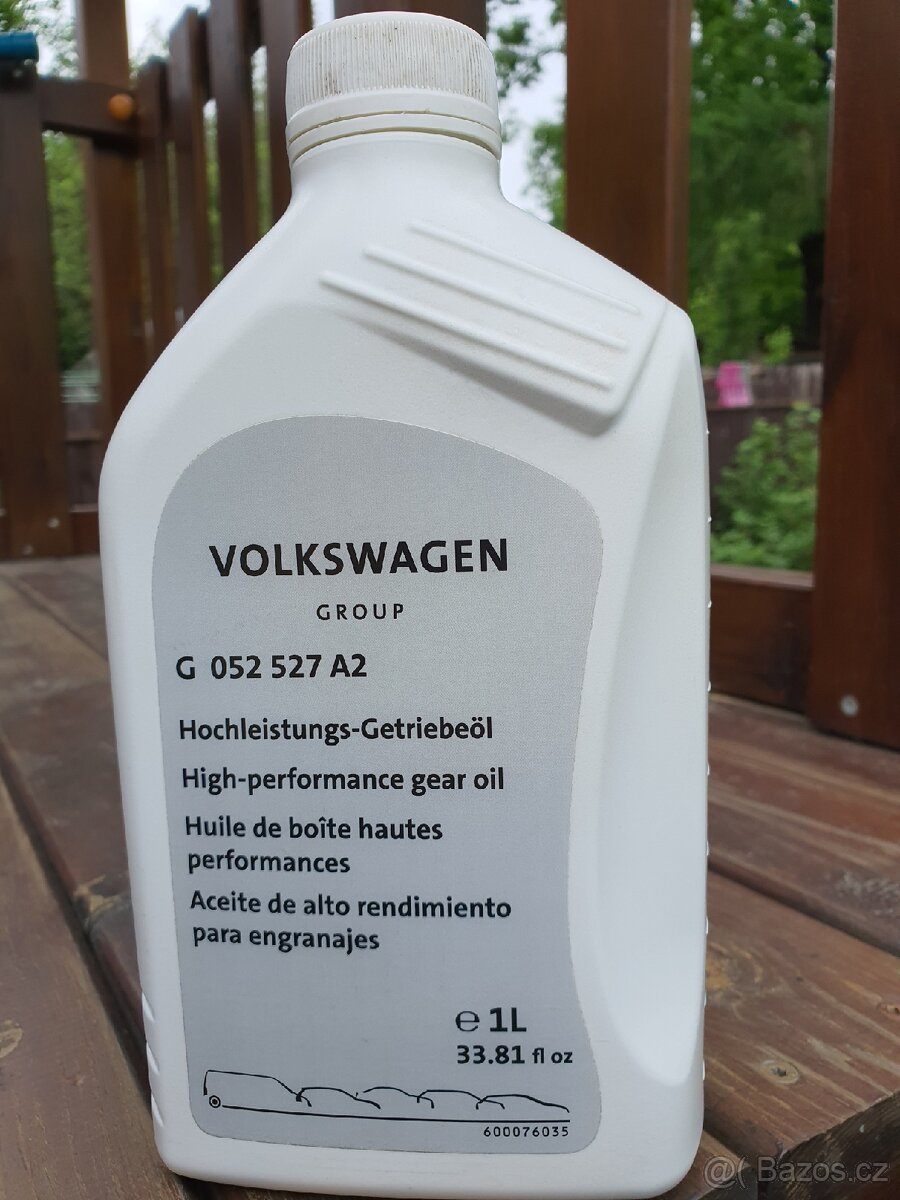 VOLKSWAGEN
GROUP
G 052 527 A2
Hochleistungs-Getriebeöl
High-performance gear oil
Huile de boîte hautes
performances
Aceite de alto rendimiento
para engranajes
℮ 1L
33.81 fl oz
600076035
@( Bazos.cz